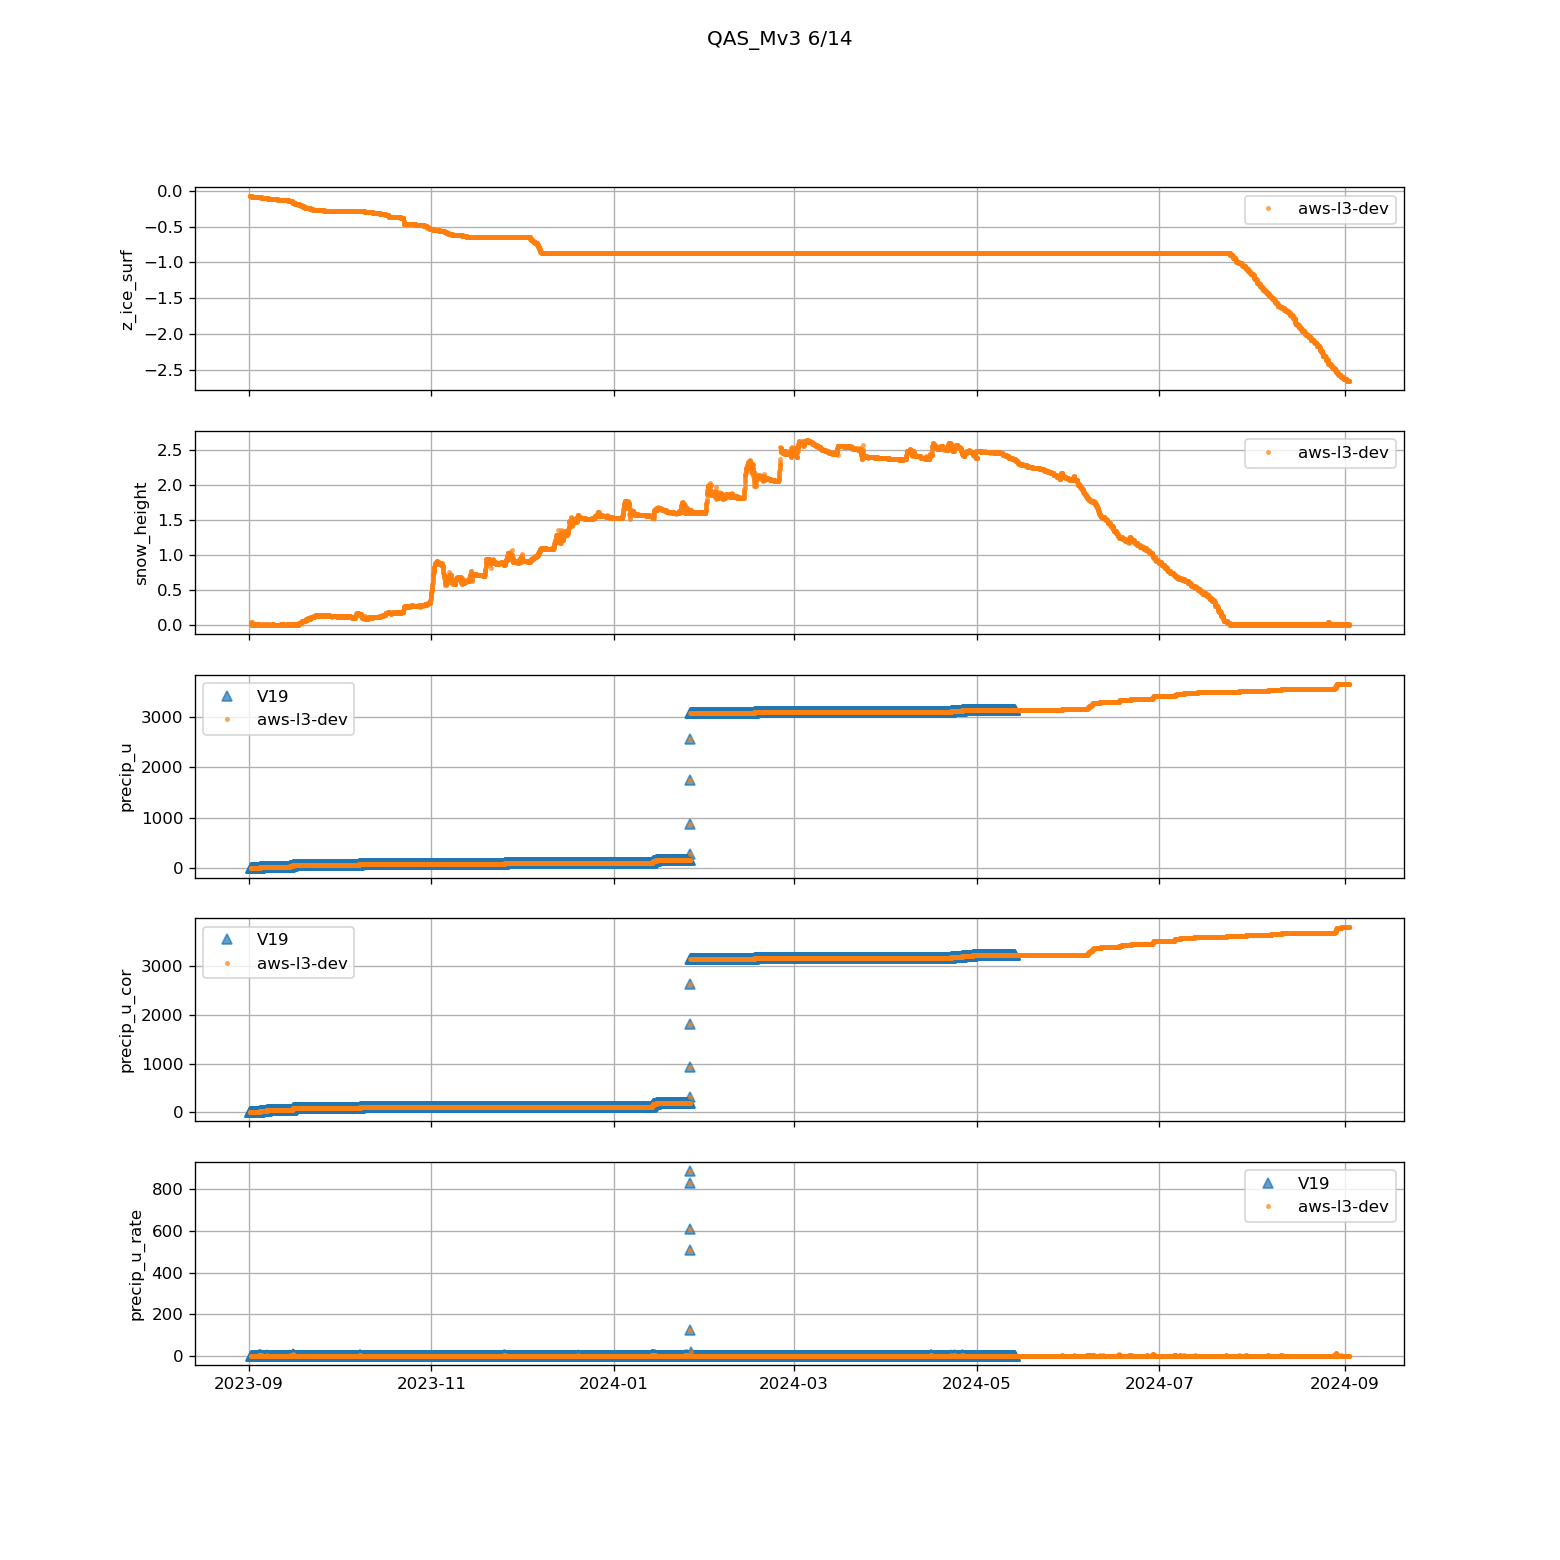 QAS_Mv3 6/14
0.0
−0.5
−1.0
−1.5
−2.0
−2.5
z_ice_surf
aws-l3-dev
2.5
2.0
1.5
1.0
0.5
0.0
snow_height
aws-l3-dev
3000
2000
1000
0
precip_u
V19
aws-l3-dev
3000
2000
1000
0
precip_u_cor
V19
aws-l3-dev
800
600
400
200
0
precip_u_rate
V19
aws-l3-dev
2023-09 2023-11 2024-01 2024-03 2024-05 2024-07 2024-09